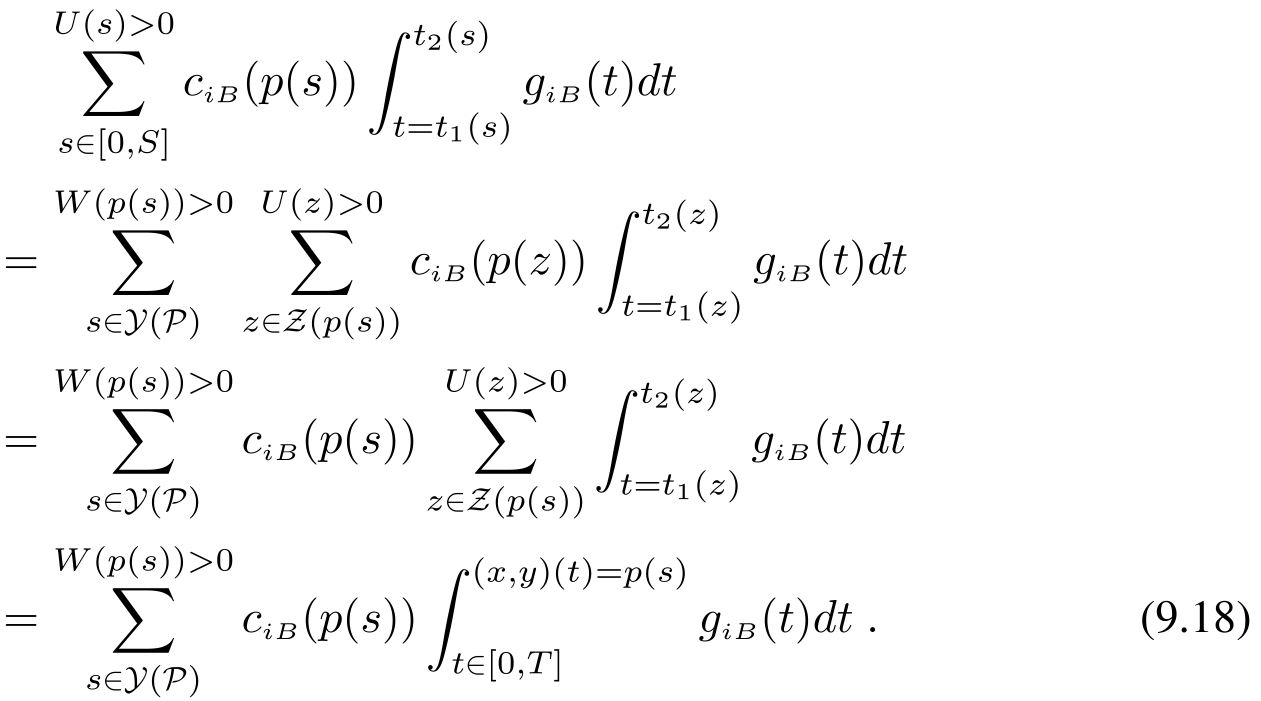 \sum_{s\in[0,S]}^{U(s)>0} c_{iB}(p(s)) \int_{t=t_1(s)}^{t_2(s)} g_{iB}(t)dt
= \sum_{s\in\mathcal{Y}(\mathcal{P})}^{W(p(s))>0} \sum_{z\in\mathcal{Z}(p(s))}^{U(z)>0} c_{iB}(p(z)) \int_{t=t_1(z)}^{t_2(z)} g_{iB}(t)dt
= \sum_{s\in\mathcal{Y}(\mathcal{P})}^{W(p(s))>0} c_{iB}(p(s)) \sum_{z\in\mathcal{Z}(p(s))}^{U(z)>0} \int_{t=t_1(z)}^{t_2(z)} g_{iB}(t)dt
= \sum_{s\in\mathcal{Y}(\mathcal{P})}^{W(p(s))>0} c_{iB}(p(s)) \int_{t\in[0,T]}^{(x,y)(t)=p(s)} g_{iB}(t)dt . (9.18)